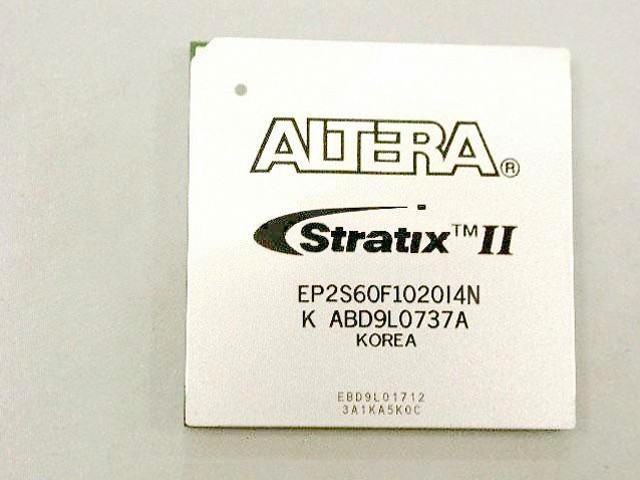 ALTERA®
Stratix™ II
EP2S60F1020I4N
K ABD9L0737A
KOREA
EBD9L01712
3A1KA5K0C